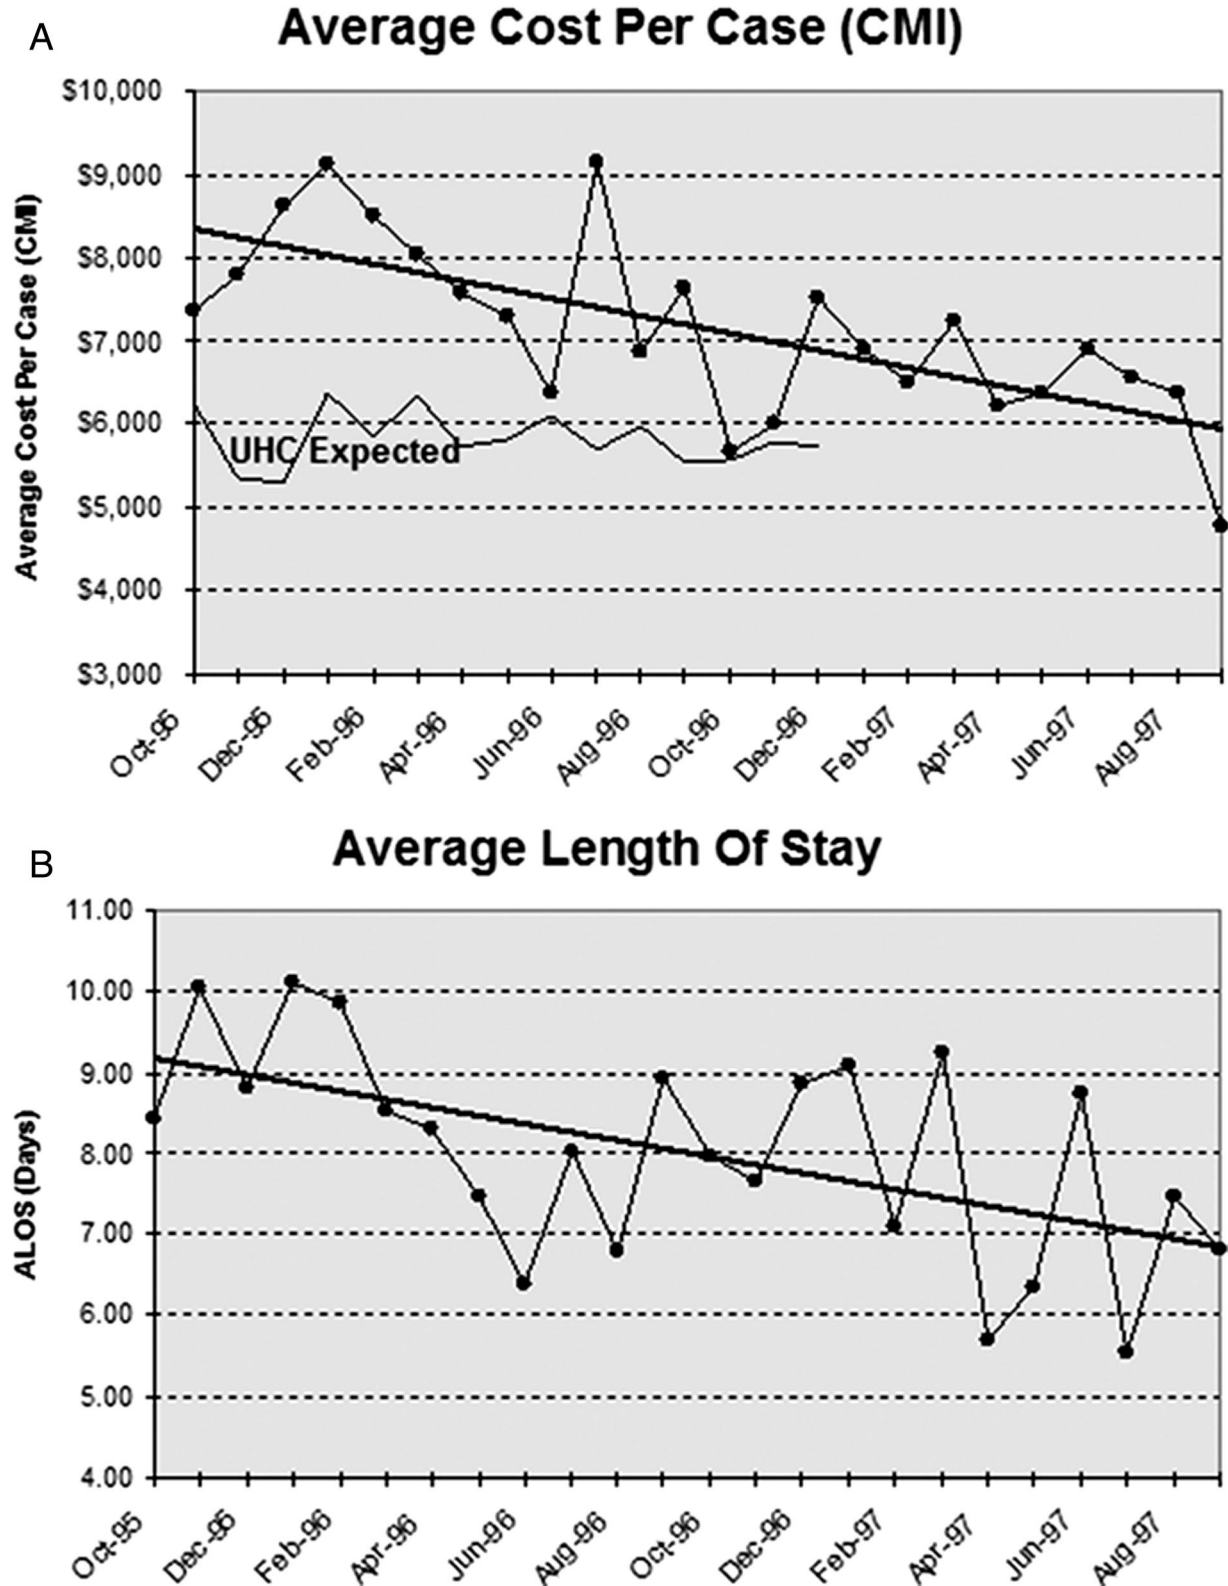 A
Average Cost Per Case (CMI)
Average Cost Per Case (CMI)
$10,000
$9,000
$8,000
$7,000
$6,000
$5,000
$4,000
$3,000
UHC Expected
Oct-95
Dec-95
Feb-96
Apr-96
Jun-96
Aug-96
Oct-96
Dec-96
Feb-97
Apr-97
Jun-97
Aug-97
B
Average Length Of Stay
ALOS (Days)
11.00
10.00
9.00
8.00
7.00
6.00
5.00
4.00
Oct-95
Dec-95
Feb-96
Apr-96
Jun-96
Aug-96
Oct-96
Dec-96
Feb-97
Apr-97
Jun-97
Aug-97